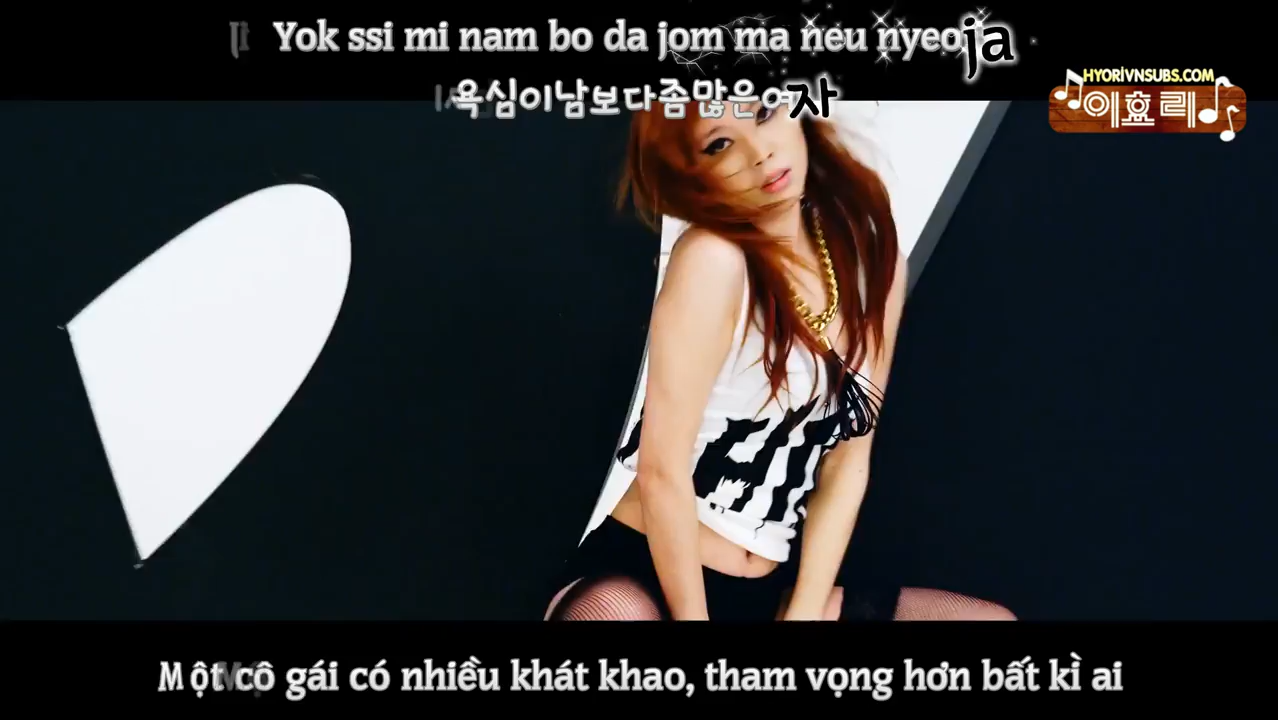 Yok ssi mi nam bo da jom ma neu nyeo ja
욕심이남보다좀많은여자
HYORIVNSUBS.COM
이효리
Một cô gái có nhiều khát khao, tham vọng hơn bất kì ai